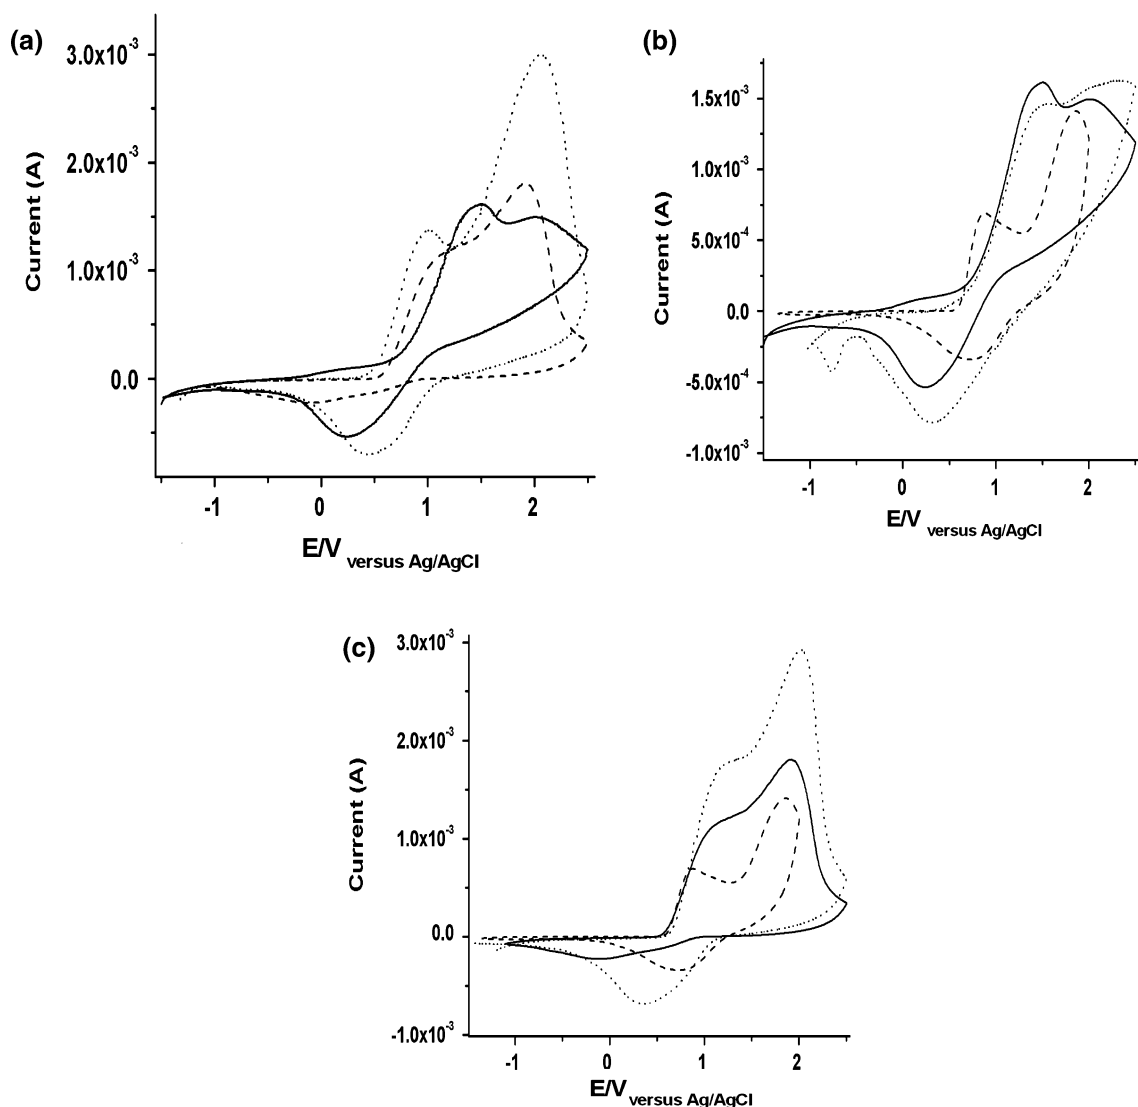 (a)
3.0x10⁻³
2.0x10⁻³
1.0x10⁻³
0.0
Current (A)
-1 0 1 2
E/V versus Ag/AgCl
(b)
1.5x10⁻³
1.0x10⁻³
5.0x10⁻⁴
0.0
-5.0x10⁻⁴
-1.0x10⁻³
Current (A)
-1 0 1 2
E/V versus Ag/AgCl
(c)
3.0x10⁻³
2.0x10⁻³
1.0x10⁻³
0.0
-1.0x10⁻³
Current (A)
-1 0 1 2
E/V versus Ag/AgCl